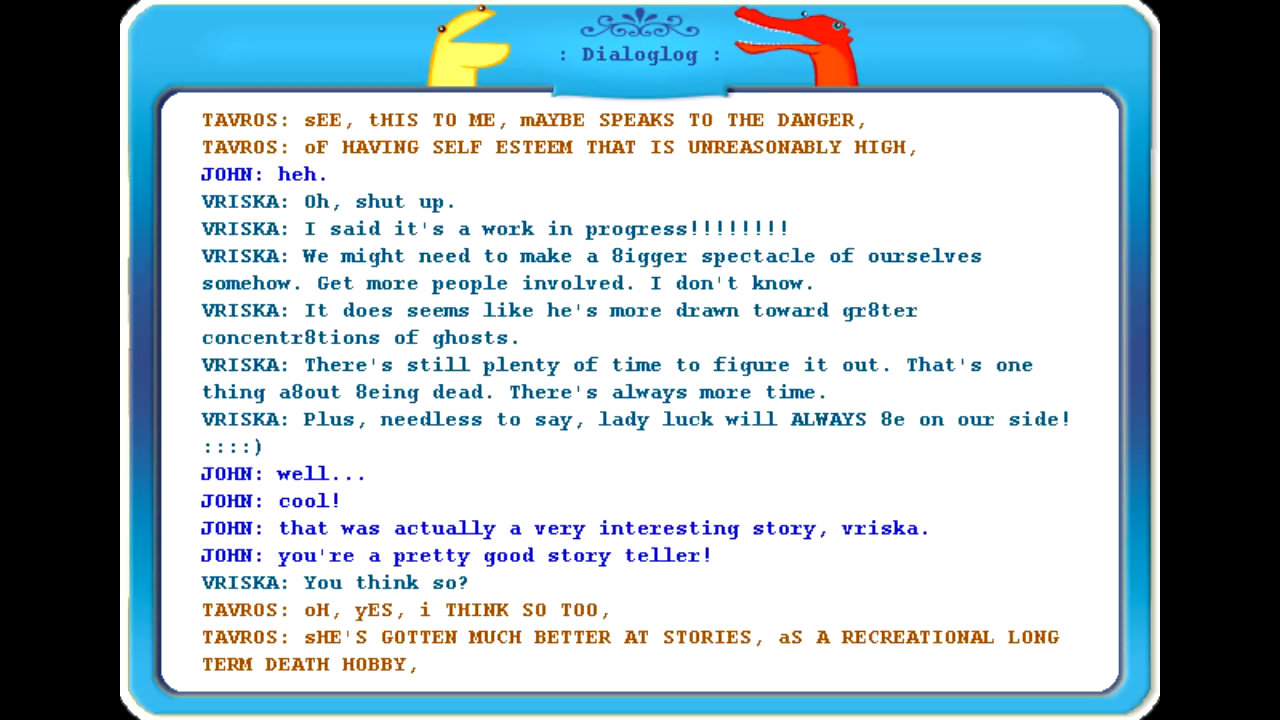 : Dialoglog :
TAVROS: sEE, tHIS TO ME, mAYBE SPEAKS TO THE DANGER,
TAVROS: oF HAVING SELF ESTEEM THAT IS UNREASONABLY HIGH,
JOHN: heh.
VRISKA: Oh, shut up.
VRISKA: I said it's a work in progress!!!!!!!!
VRISKA: We might need to make a 8igger spectacle of ourselves
somehow. Get more people involved. I don't know.
VRISKA: It does seems like he's more drawn toward gr8ter
concentr8tions of ghosts.
VRISKA: There's still plenty of time to figure it out. That's one
thing a8out 8eing dead. There's always more time.
VRISKA: Plus, needless to say, lady luck will ALWAYS 8e on our side!
::::)
JOHN: well...
JOHN: cool!
JOHN: that was actually a very interesting story, vriska.
JOHN: you're a pretty good story teller!
VRISKA: You think so?
TAVROS: oH, yES, i THINK SO TOO,
TAVROS: sHE'S GOTTEN MUCH BETTER AT STORIES, aS A RECREATIONAL LONG
TERM DEATH HOBBY,